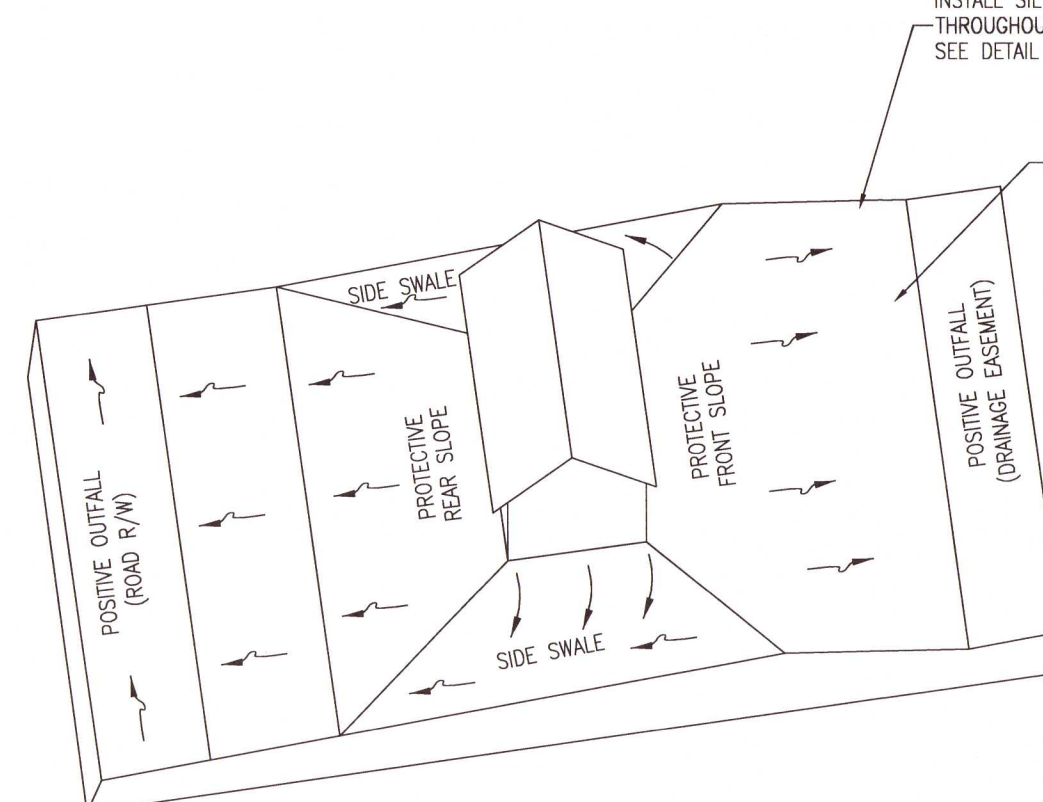 INSTALL
THROUGHOU
SEE DETAIL
SIDE SWALE
PROTECTIVE
REAR SLOPE
PROTECTIVE
FRONT SLOPE
POSITIVE OUTFALL
(DRAINAGE EASEMENT)
POSITIVE OUTFALL
(ROAD R/W)
SIDE SWALE